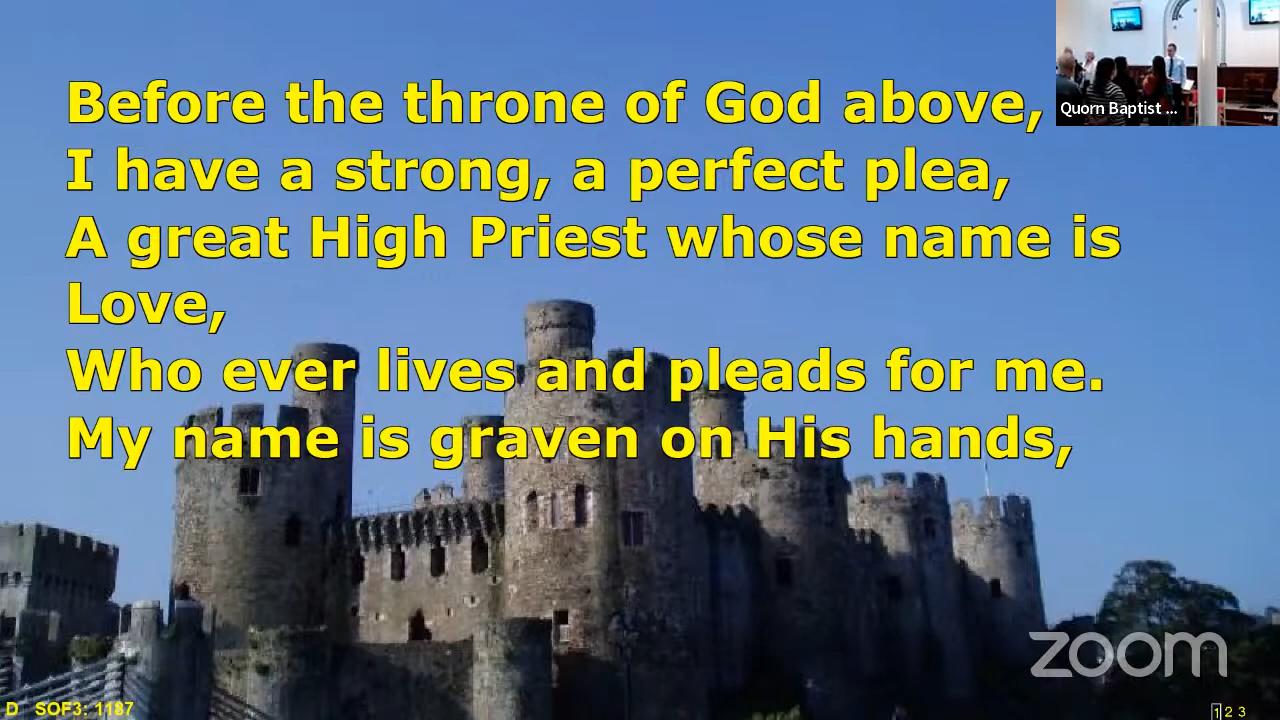 Before the throne of God above,
I have a strong, a perfect plea,
A great High Priest whose name is
Love,
Who ever lives and pleads for me.
My name is graven on His hands,
Quorn Baptist ...
zoom
D SOF3: 1187
1 2 3